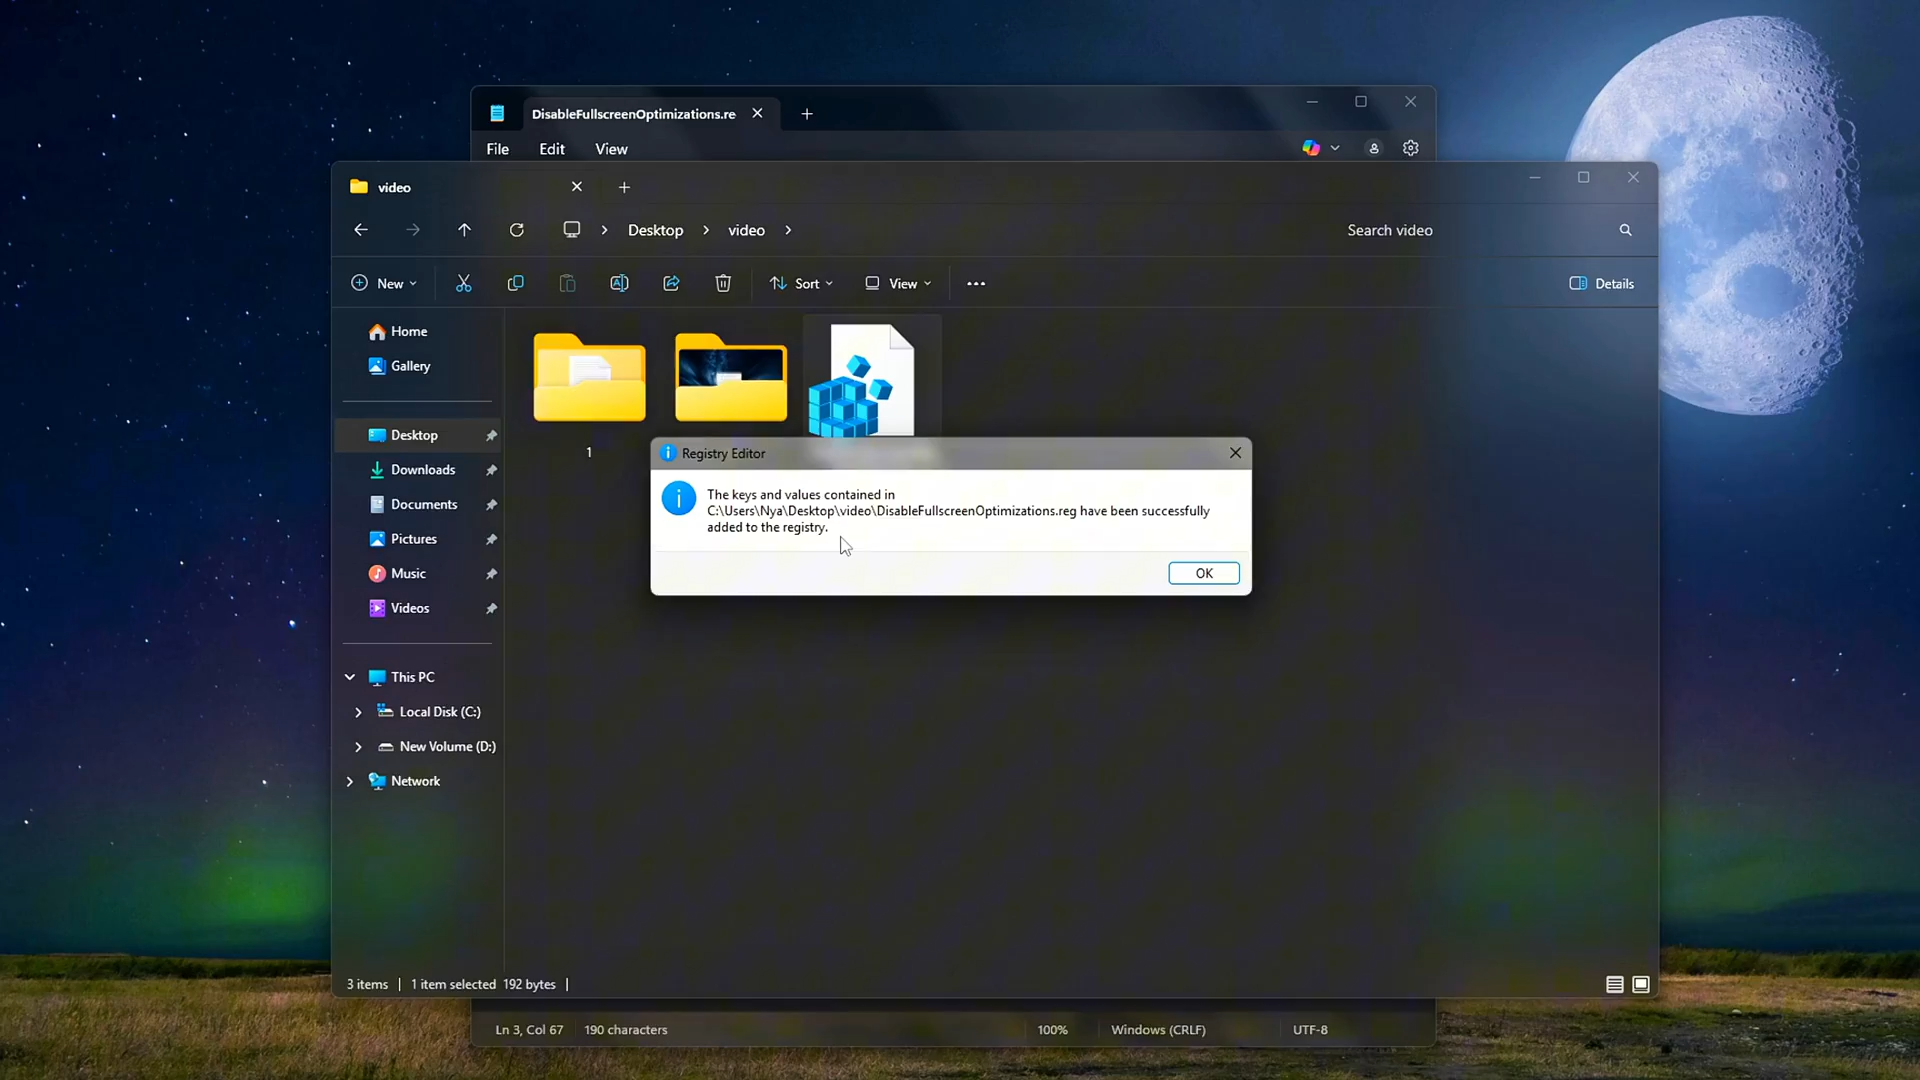 DisableFullscreenOptimizations.re
File Edit View
video
Desktop video
Search video
New
Sort
View
Details
Home
Gallery
Desktop
Downloads
Documents
Pictures
Music
Videos
This PC
Local Disk (C:)
New Volume (D:)
Network
1
Registry Editor
The keys and values contained in
C:\Users\Nya\Desktop\video\DisableFullscreenOptimizations.reg have been successfully
added to the registry.
OK
3 items 1 item selected 192 bytes
Ln 3, Col 67 190 characters 100% Windows (CRLF) UTF-8